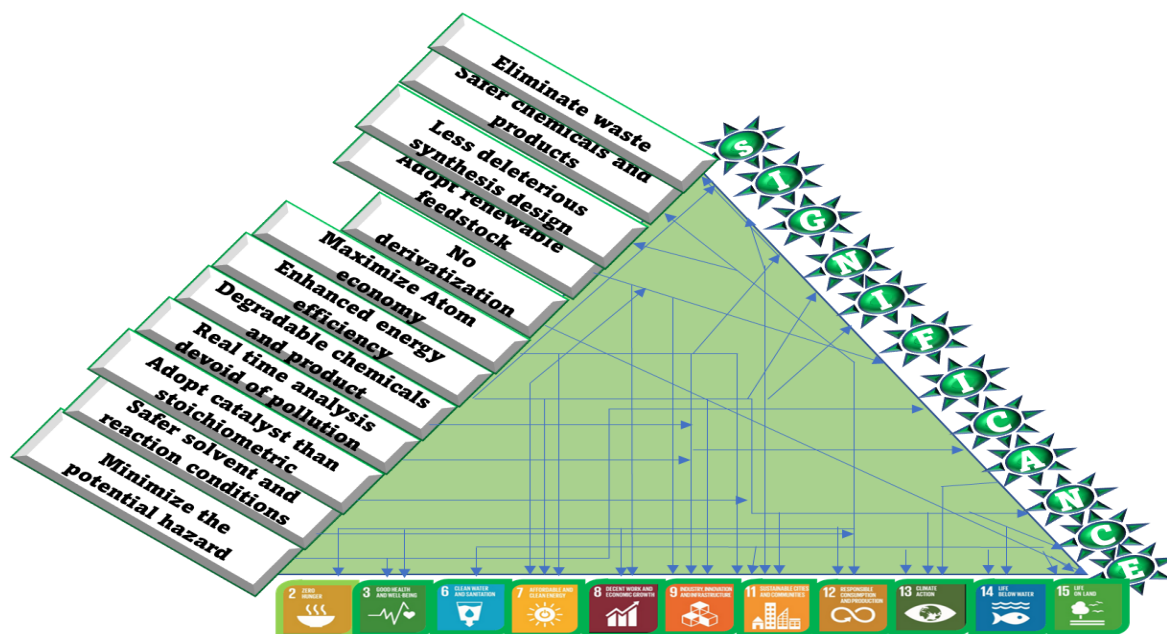 Eliminate waste
Safer chemicals and
products
Less deleterious
synthesis design
Adopt renewable
feedstock
No
derivatization
Maximize Atom
economy
Enhanced energy
efficiency
Degradable chemicals
and product
Real time analysis
devoid of pollution
Adopt catalyst than
stoichiometric
Safer solvent and
reaction conditions
Minimize the
potential hazard
S
I
G
N
I
F
I
C
A
N
C
E
2 ZERO
HUNGER
3 GOOD HEALTH
AND WELL-BEING
6 CLEAN WATER
AND SANITATION
7 AFFORDABLE AND
CLEAN ENERGY
8 DECENT WORK AND
ECONOMIC GROWTH
9 INDUSTRY, INNOVATION
AND INFRASTRUCTURE
11 SUSTAINABLE CITIES
AND COMMUNITIES
12 RESPONSIBLE
CONSUMPTION
AND PRODUCTION
13 CLIMATE
ACTION
14 LIFE
BELOW WATER
15 LIFE
ON LAND